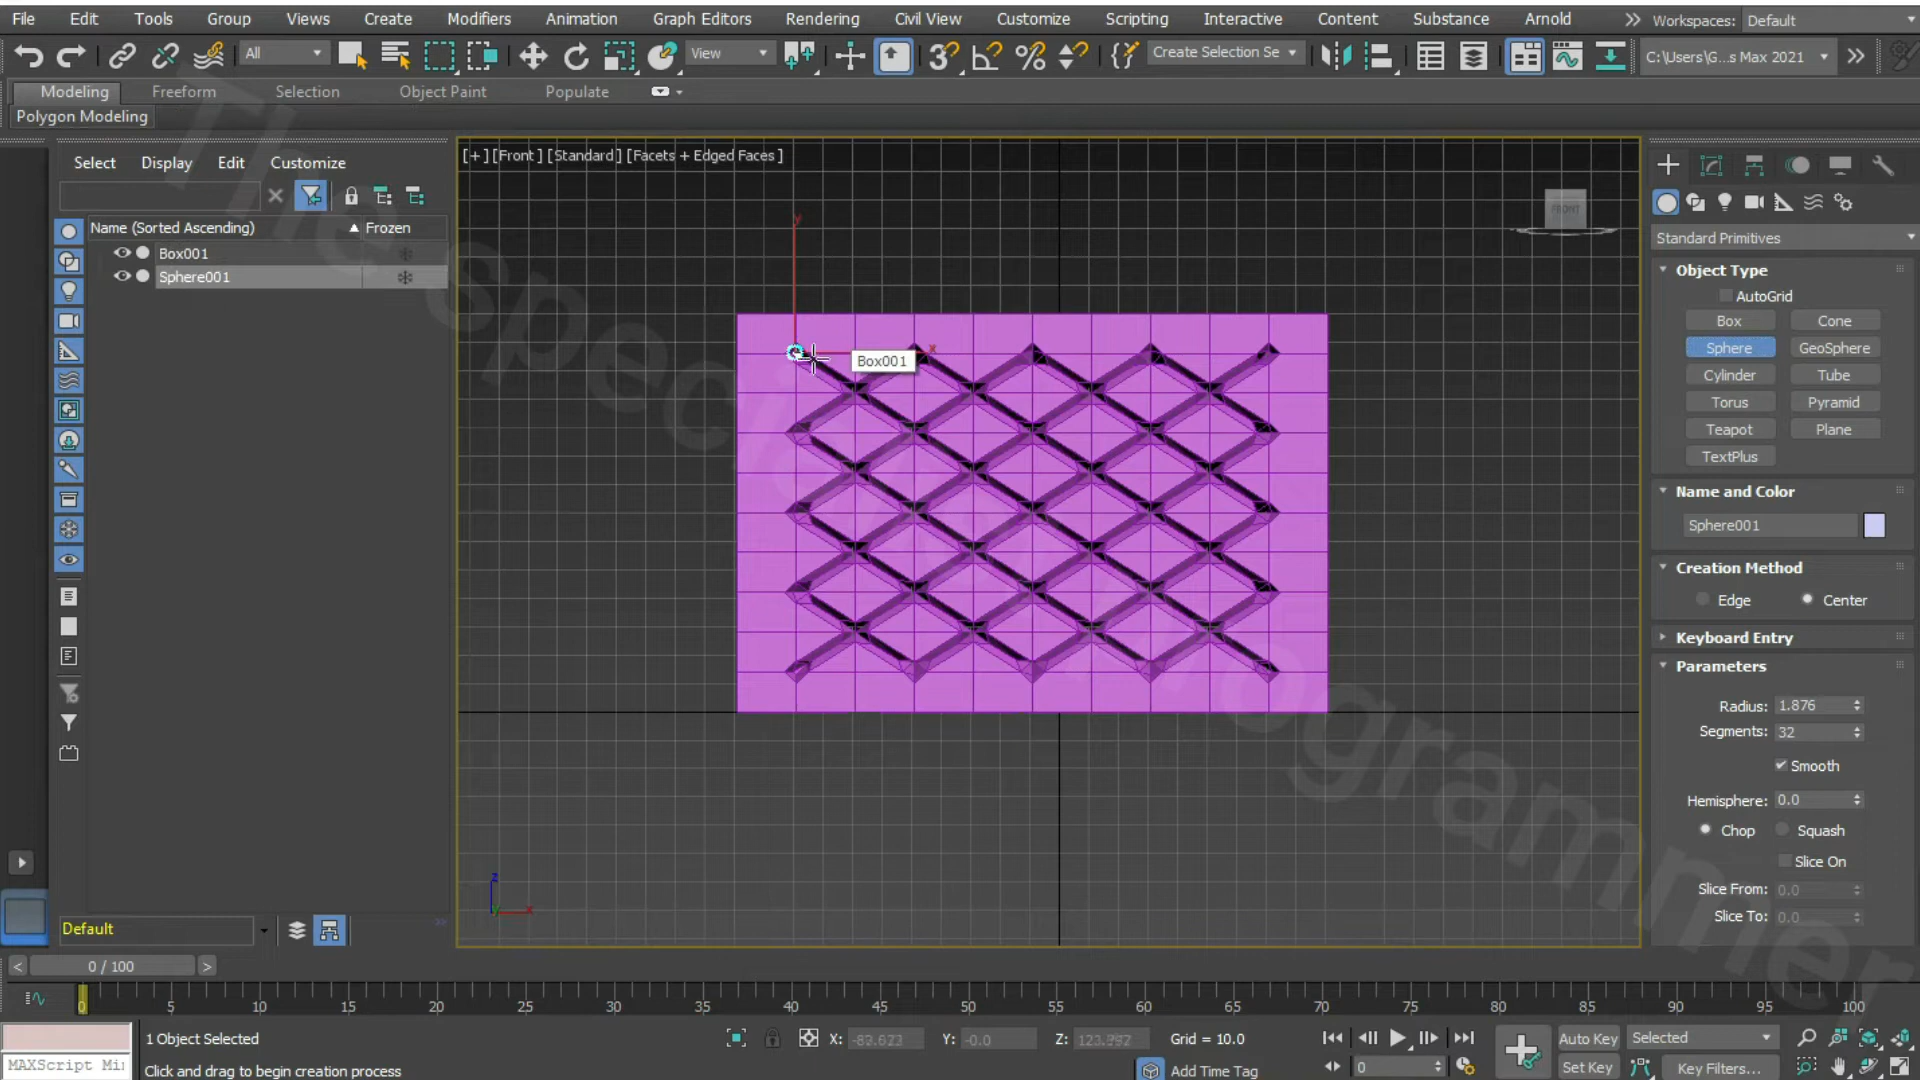 File Edit Tools Group Views Create Modifiers Animation Graph Editors Rendering Civil View Customize Scripting Interactive Content Substance Arnold Workspaces: Default
All View Create Selection Se C:\Users\G...s Max 2021
Modeling Freeform Selection Object Paint Populate
Polygon Modeling
Select Display Edit Customize
Name (Sorted Ascending) Frozen
Box001
Sphere001
[+] [Front] [Standard] [Facets + Edged Faces]
FRONT
y
x
Box001
z
x
Standard Primitives
Object Type
AutoGrid
Box Cone
Sphere GeoSphere
Cylinder Tube
Torus Pyramid
Teapot Plane
TextPlus
Name and Color
Sphere001
Creation Method
Edge Center
Keyboard Entry
Parameters
Radius: 1.876
Segments: 32
Smooth
Hemisphere: 0.0
Chop Squash
Slice On
Slice From: 0.0
Slice To: 0.0
Default
< 0 / 100 >
0 5 10 15 20 25 30 35 40 45 50 55 60 65 70 75 80 85 90 95 100
1 Object Selected X: Y: -0.0 Z: Grid = 10.0 Auto Key Selected
MAXScript Mi Click and drag to begin creation process Add Time Tag 0 Set Key Key Filters...
The specialist Programmer